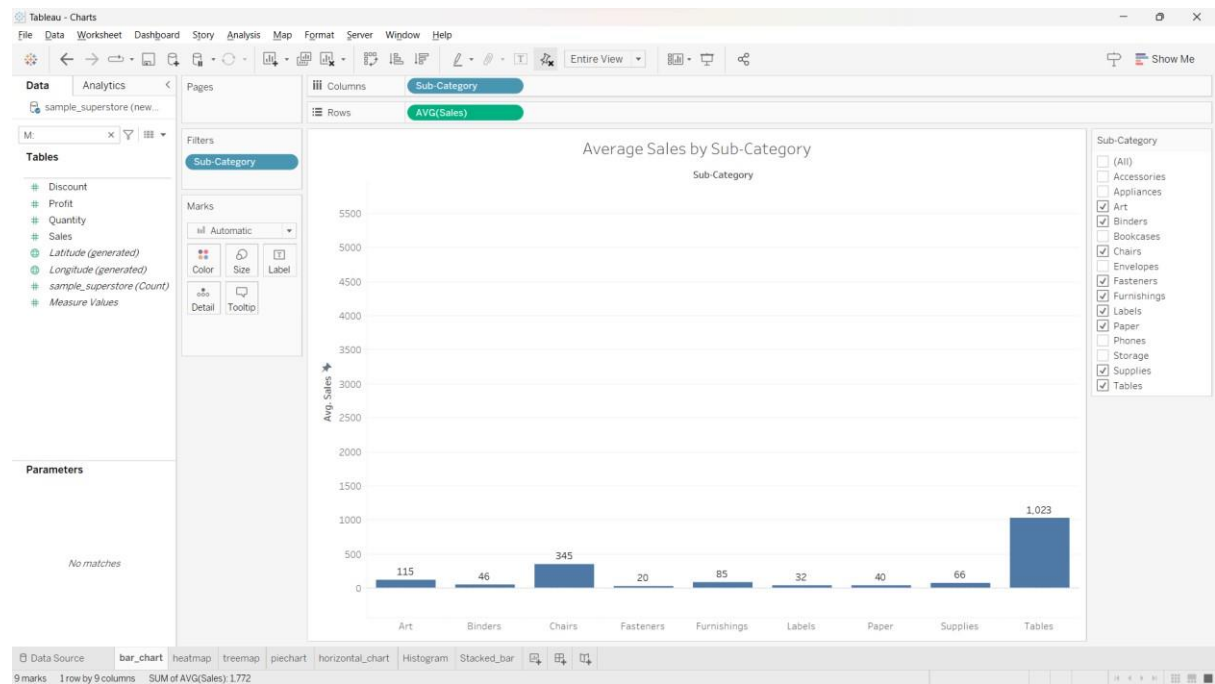 Tableau - Charts
File Data Worksheet Dashboard Story Analysis Map Format Server Window Help
Entire View
Show Me
Data Analytics
sample_superstore (new...
M:
Tables
Discount
Profit
Quantity
Sales
Latitude (generated)
Longitude (generated)
sample_superstore (Count)
Measure Values
Parameters
No matches
Pages
Filters
Sub-Category
Marks
Automatic
Color Size Label
Detail Tooltip
Columns Sub-Category
Rows AVG(Sales)
Average Sales by Sub-Category
Sub-Category
Avg. Sales
5500
5000
4500
4000
3500
3000
2500
2000
1500
1000
500
0
115 46 345 20 85 32 40 66 1,023
Art Binders Chairs Fasteners Furnishings Labels Paper Supplies Tables
Sub-Category
(All)
Accessories
Appliances
Art
Binders
Bookcases
Chairs
Envelopes
Fasteners
Furnishings
Labels
Paper
Phones
Storage
Supplies
Tables
Data Source bar_chart heatmap treemap piechart horizontal_chart Histogram Stacked_bar
9 marks 1 row by 9 columns SUM of AVG(Sales): 1.772